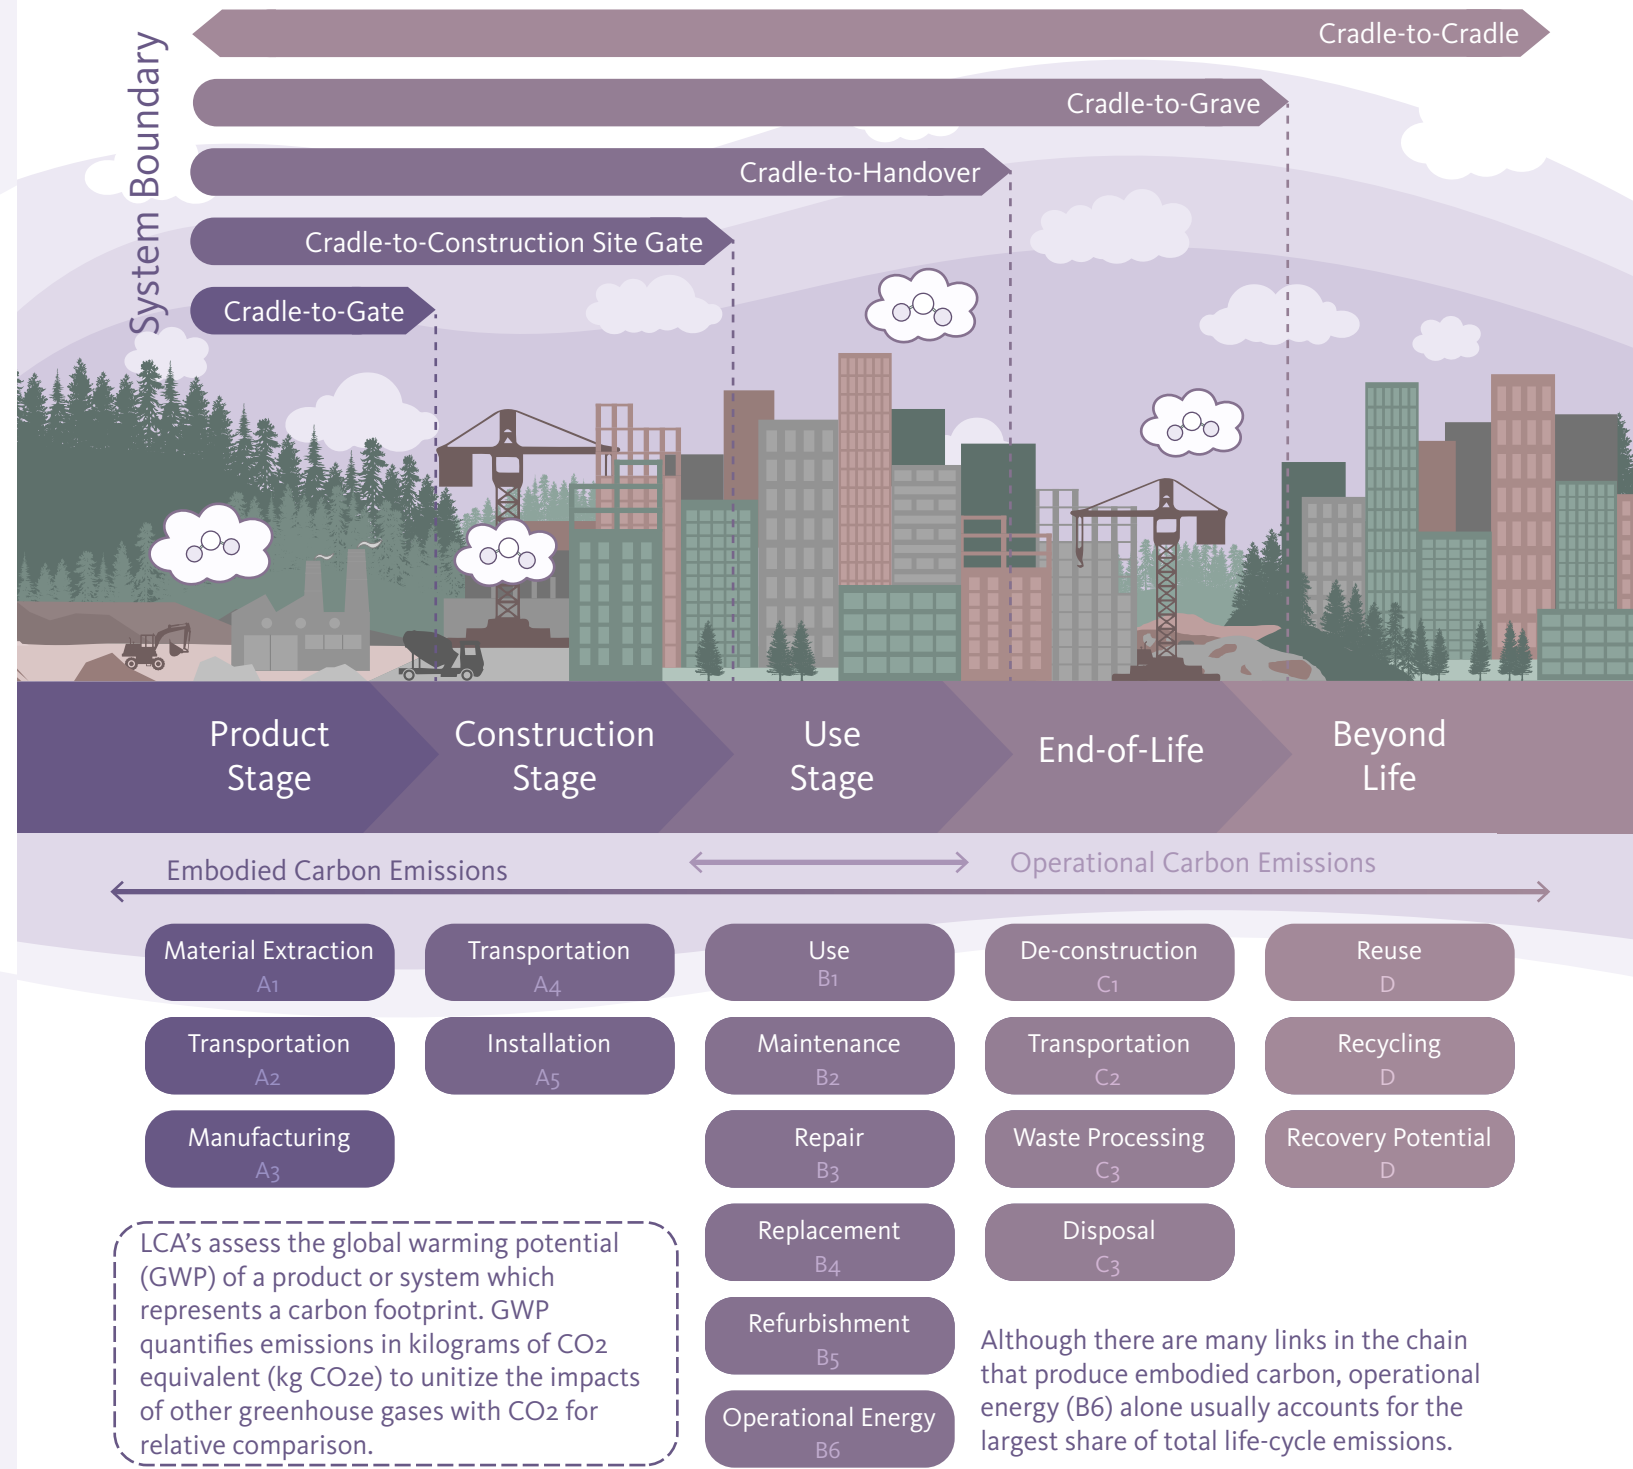 System Boundary
Cradle-to-Cradle
Cradle-to-Grave
Cradle-to-Handover
Cradle-to-Construction Site Gate
Cradle-to-Gate
Product
Stage
Construction
Stage
Use
Stage
End-of-Life
Beyond
Life
Embodied Carbon Emissions
Operational Carbon Emissions
Material Extraction
A1
Transportation
A2
Manufacturing
A3
Transportation
A4
Installation
A5
Use
B1
Maintenance
B2
Repair
B3
Replacement
B4
Refurbishment
B5
Operational Energy
B6
De-construction
C1
Transportation
C2
Waste Processing
C3
Disposal
C3
Reuse
D
Recycling
D
Recovery Potential
D
LCA's assess the global warming potential
(GWP) of a product or system which
represents a carbon footprint. GWP
quantifies emissions in kilograms of CO2
equivalent (kg CO2e) to unitize the impacts
of other greenhouse gases with CO2 for
relative comparison.
Although there are many links in the chain
that produce embodied carbon, operational
energy (B6) alone usually accounts for the
largest share of total life-cycle emissions.